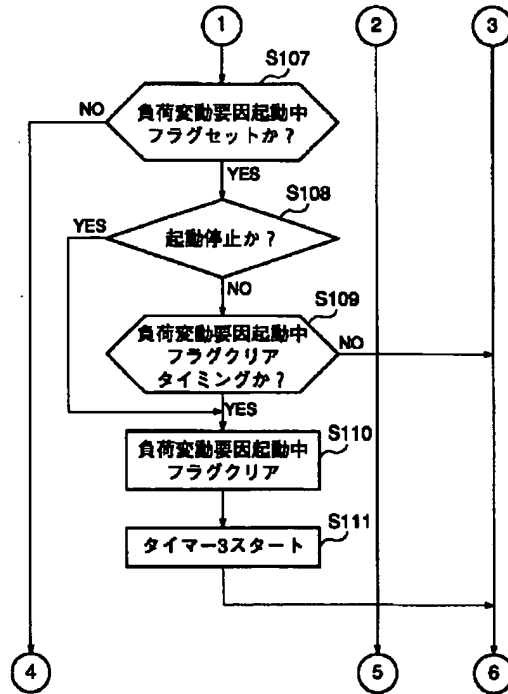 1
2
3
S107
負荷変動要因起動中
フラグセットか?
NO
YES
S108
起動停止か?
YES
NO
S109
負荷変動要因起動中
フラグクリア
タイミングか?
NO
YES
S110
負荷変動要因起動中
フラグクリア
S111
タイマー3スタート
4
5
6